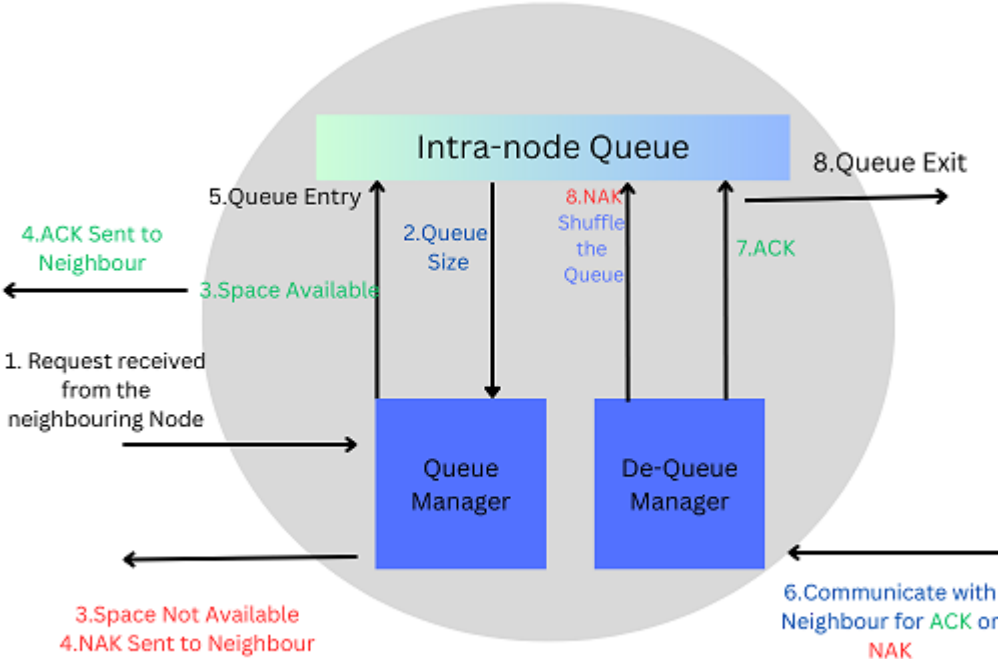 Intra-node Queue
8.Queue Exit
5.Queue Entry
8.NAK
Shuffle
the
Queue
2.Queue
Size
7.ACK
4.ACK Sent to
Neighbour
3.Space Available
1. Request received
from the
neighbouring Node
Queue
Manager
De-Queue
Manager
3.Space Not Available
4.NAK Sent to Neighbour
6.Communicate with
Neighbour for ACK or
NAK